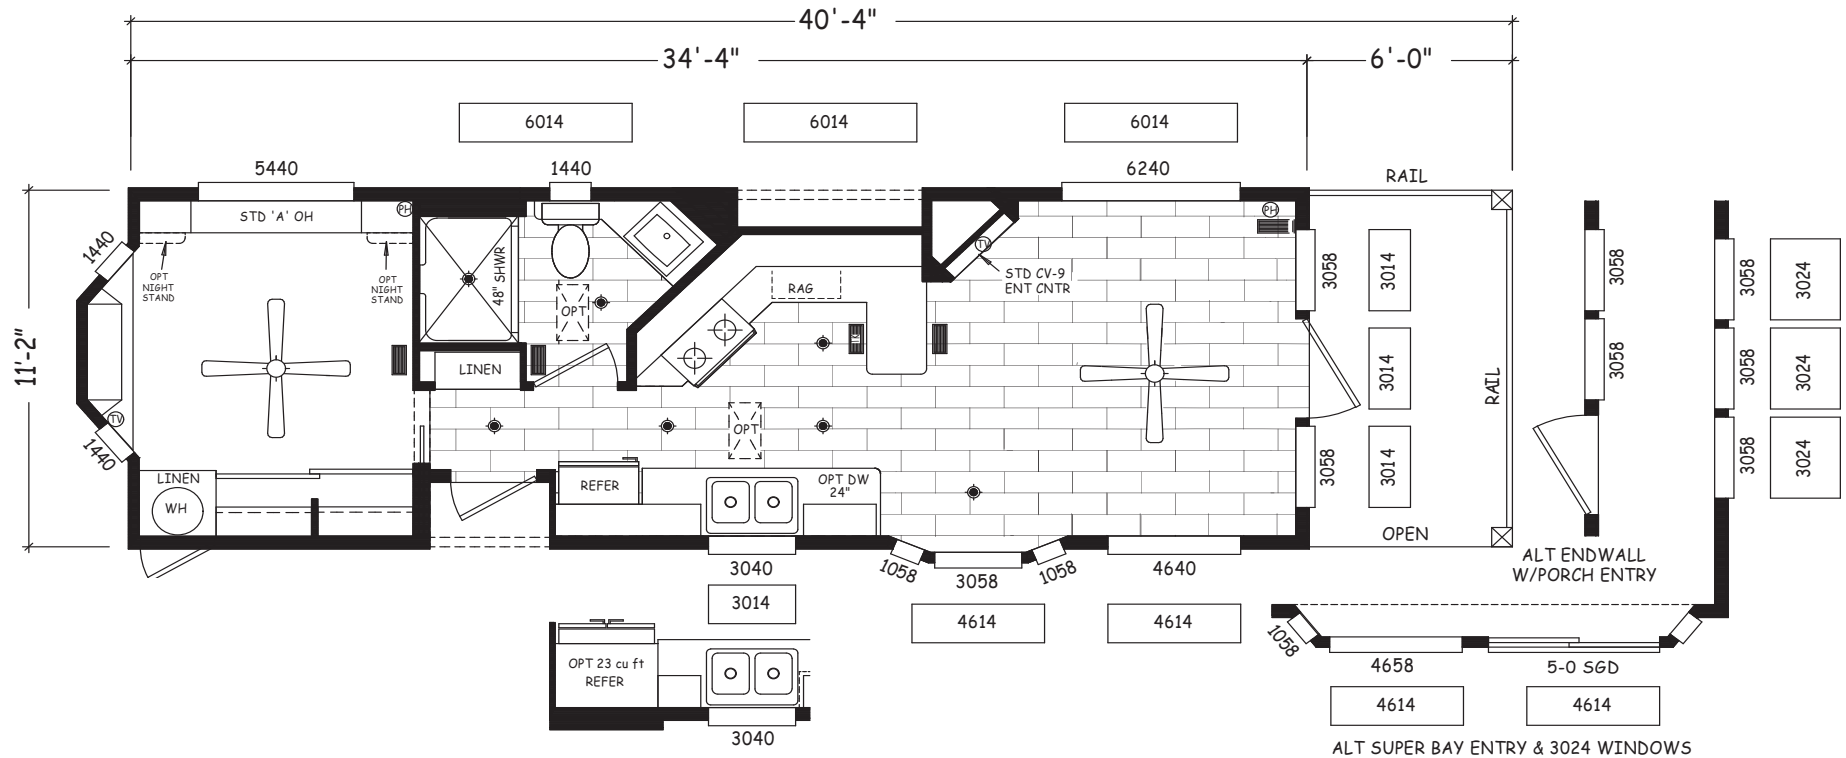 40'-4"
34'-4"
6'-0"
6014
6014
6014
5440
1440
6240
RAIL
STD 'A' OH
PH
PH
1440
OPT
NIGHT
STAND
OPT
NIGHT
STAND
48" SHWR
OPT
RAG
TV
STD CV-9
ENT CNTR
3058
3014
3058
3058
3024
11'-2"
LINEN
3014
RAIL
3058
3058
3024
TV
1440
OPT
3058
3014
3058
3024
LINEN
WH
REFER
OPT DW
24"
OPEN
ALT ENDWALL
W/PORCH ENTRY
3040
1058
3058
1058
4640
3014
4614
4614
1058
OPT 23 cu ft
REFER
4658
5-0 SGD
4614
4614
3040
ALT SUPER BAY ENTRY & 3024 WINDOWS